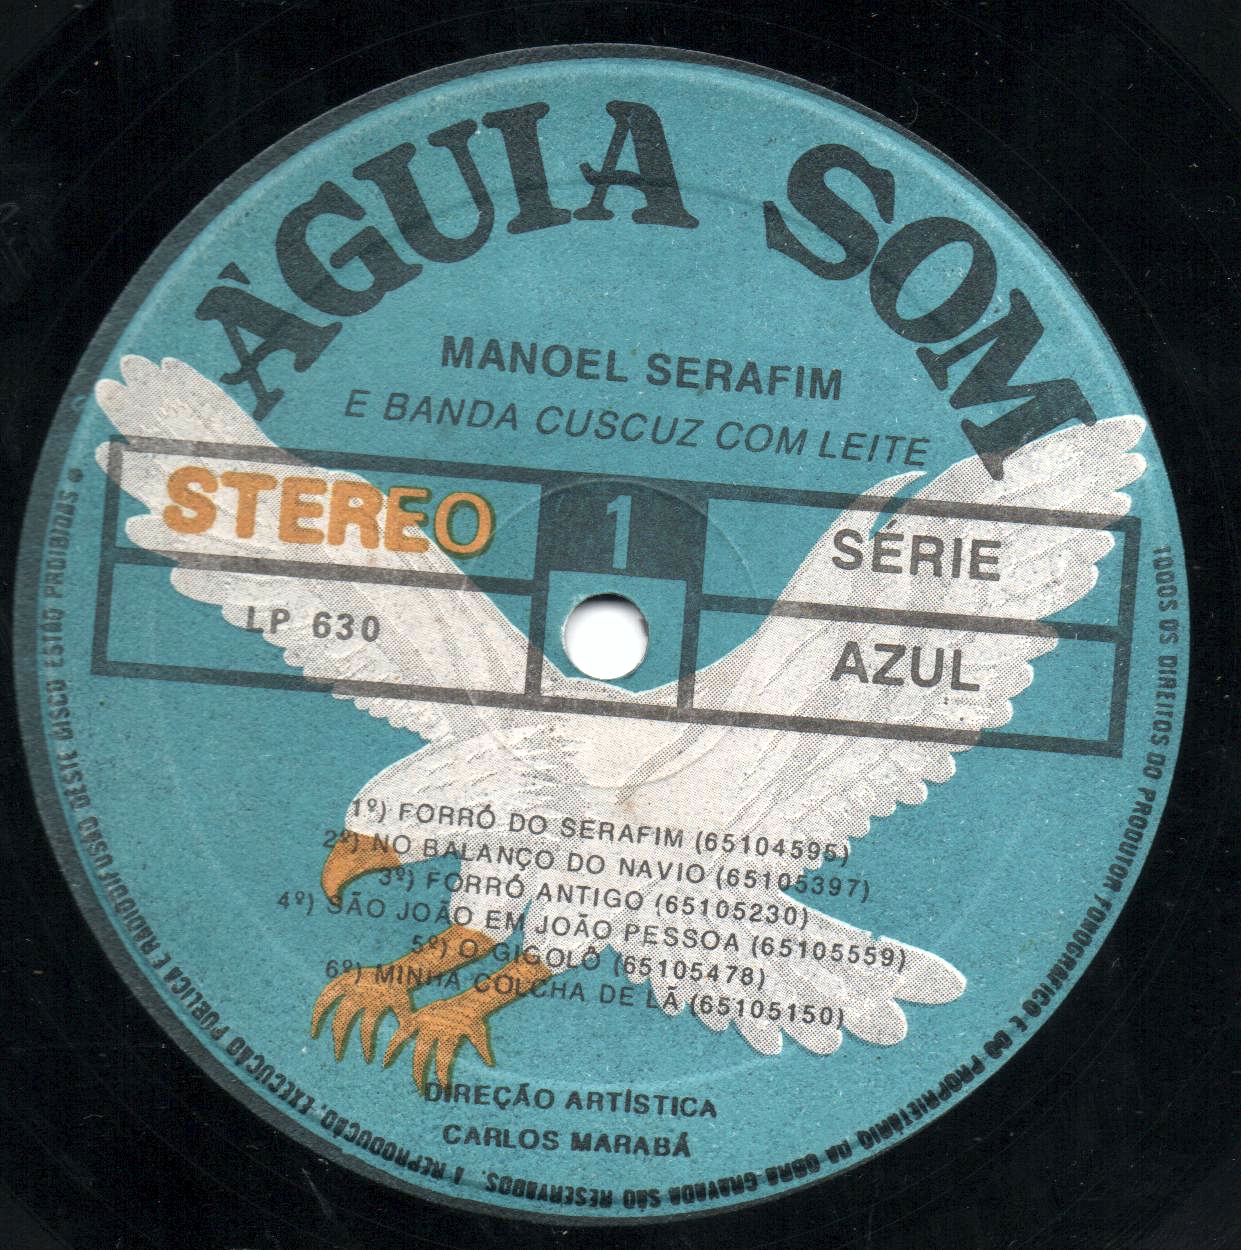 ÁGUIA SOM
MANOEL SERAFIM
E BANDA CUSCUZ COM LEITE
STEREO
1
SÉRIE
LP 630
AZUL
1º) FORRÓ DO SERAFIM (65104595)
2º) NO BALANÇO DO NAVIO (65105397)
3º) FORRÓ ANTIGO (65105230)
4º) SÃO JOÃO EM JOÃO PESSOA (65105559)
5º) O GIGOLÔ (65105478)
6º) MINHA COLCHA DE LÃ (65105150)
DIREÇÃO ARTÍSTICA
CARLOS MARABÁ
TODOS OS DIREITOS DO PRODUTOR FONOGRÁFICO E DO PROPRIETÁRIO DA OBRA GRAVADA SÃO RESERVADOS. A REPRODUÇÃO, EXECUÇÃO PÚBLICA E RADIODIFUSÃO DESTE DISCO ESTÃO PROIBIDAS •